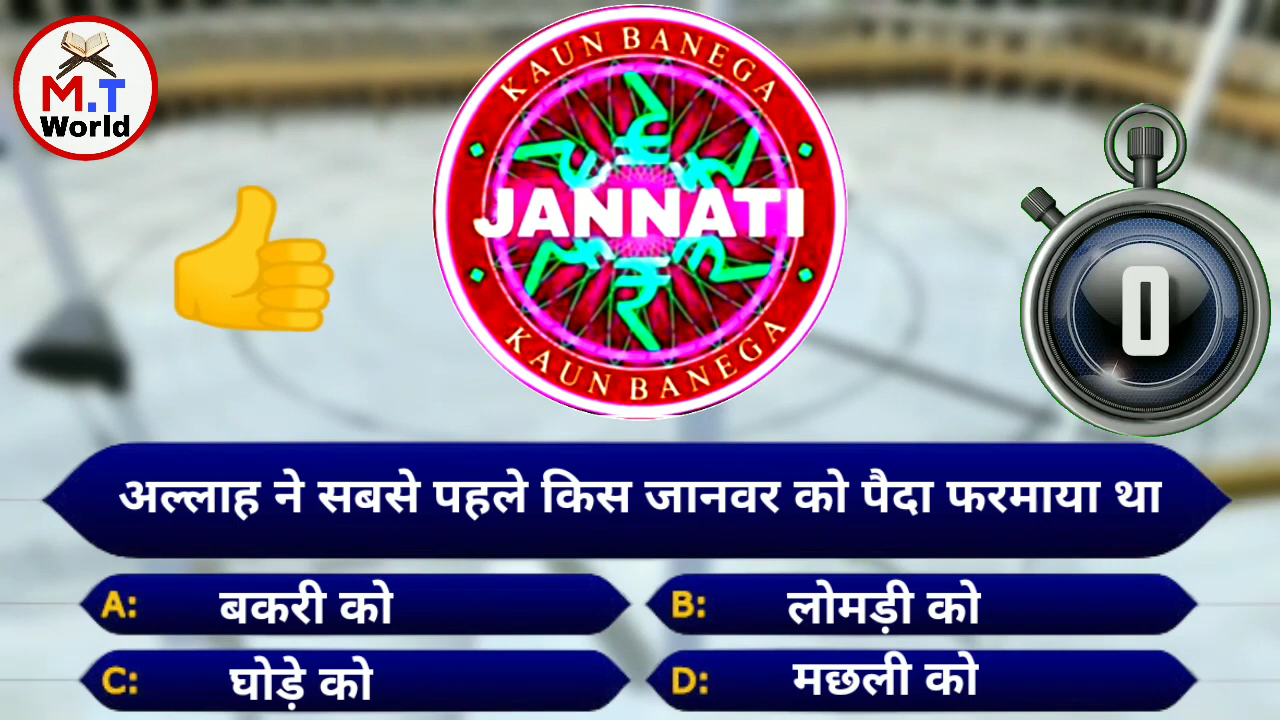 M.T
World
KAUN BANEGA
JANNATI
KAUN BANEGA
0
अल्लाह ने सबसे पहले किस जानवर को पैदा फरमाया था
A: बकरी को
B: लोमड़ी को
C: घोड़े को
D: मछली को